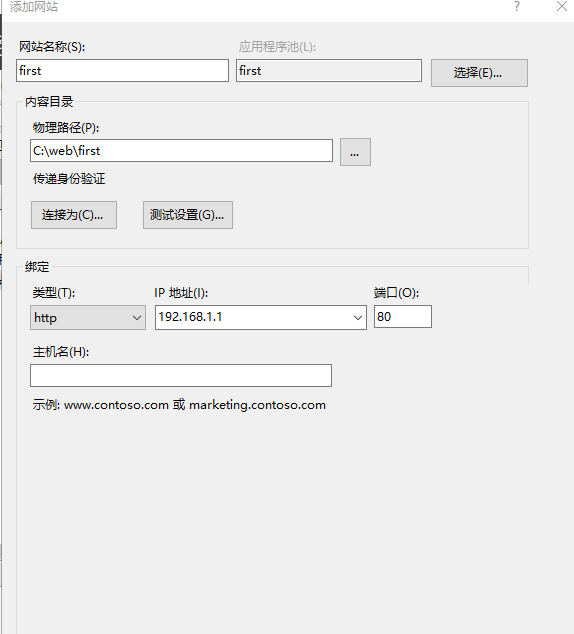 添加网站 ?
网站名称(S): 应用程序池(L):
first first 选择(E)...
内容目录
物理路径(P):
C:\web\first ...
传递身份验证
连接为(C)... 测试设置(G)...
绑定
类型(T): IP 地址(I): 端口(O):
http 192.168.1.1 80
主机名(H):
示例: www.contoso.com 或 marketing.contoso.com